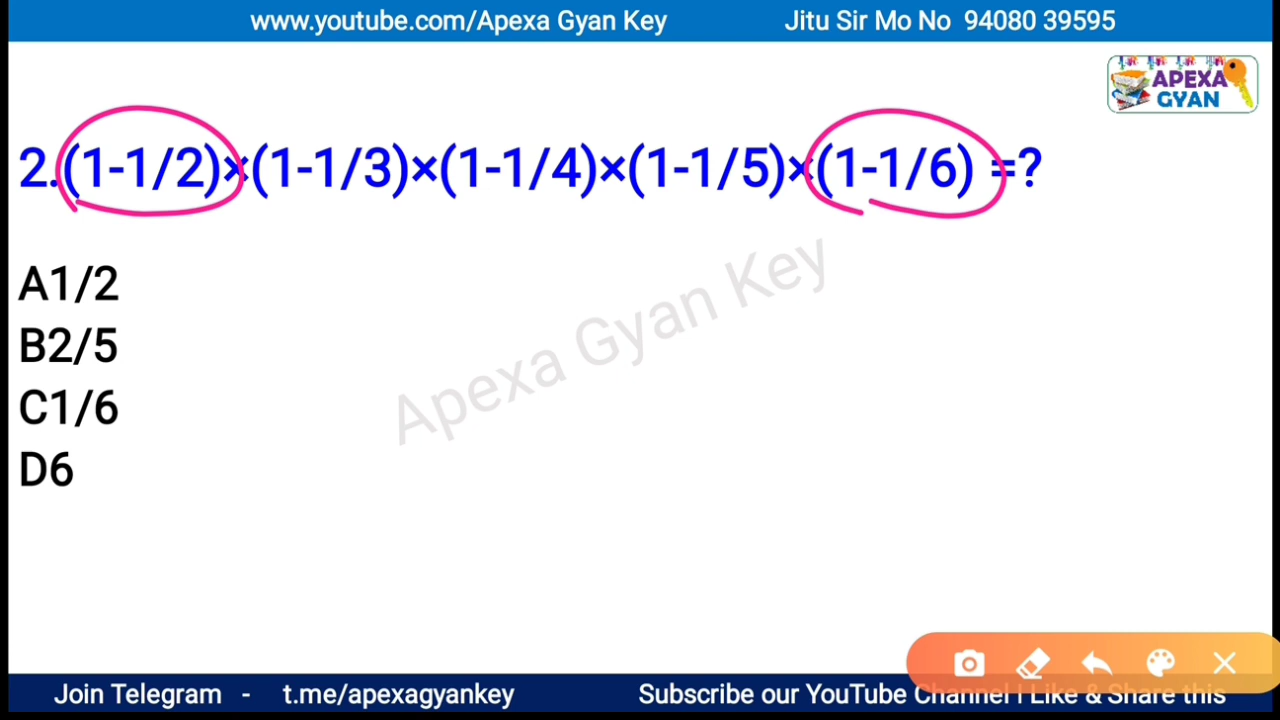 www.youtube.com/Apexa Gyan Key Jitu Sir Mo No 94080 39595
APEXA
GYAN
2.(1-1/2)×(1-1/3)×(1-1/4)×(1-1/5)×(1-1/6) =?
A1/2
B2/5
C1/6
D6
Apexa Gyan Key
Join Telegram - t.me/apexagyankey Subscribe our YouTube Channel I Like & Share this